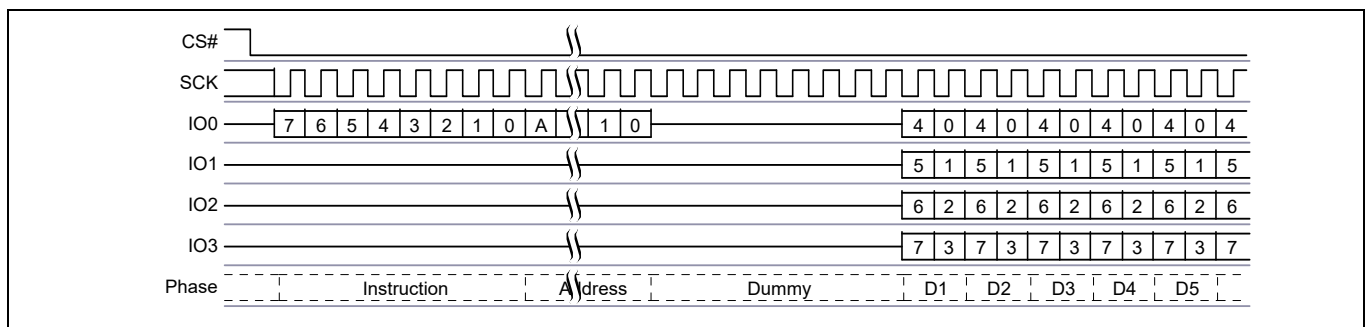 CS#
SCK
IO0 7 6 5 4 3 2 1 0 A 1 0 4 0 4 0 4 0 4 0 4 0 4
IO1 5 1 5 1 5 1 5 1 5 1 5
IO2 6 2 6 2 6 2 6 2 6 2 6
IO3 7 3 7 3 7 3 7 3 7 3 7
Phase Instruction Address Dummy D1 D2 D3 D4 D5